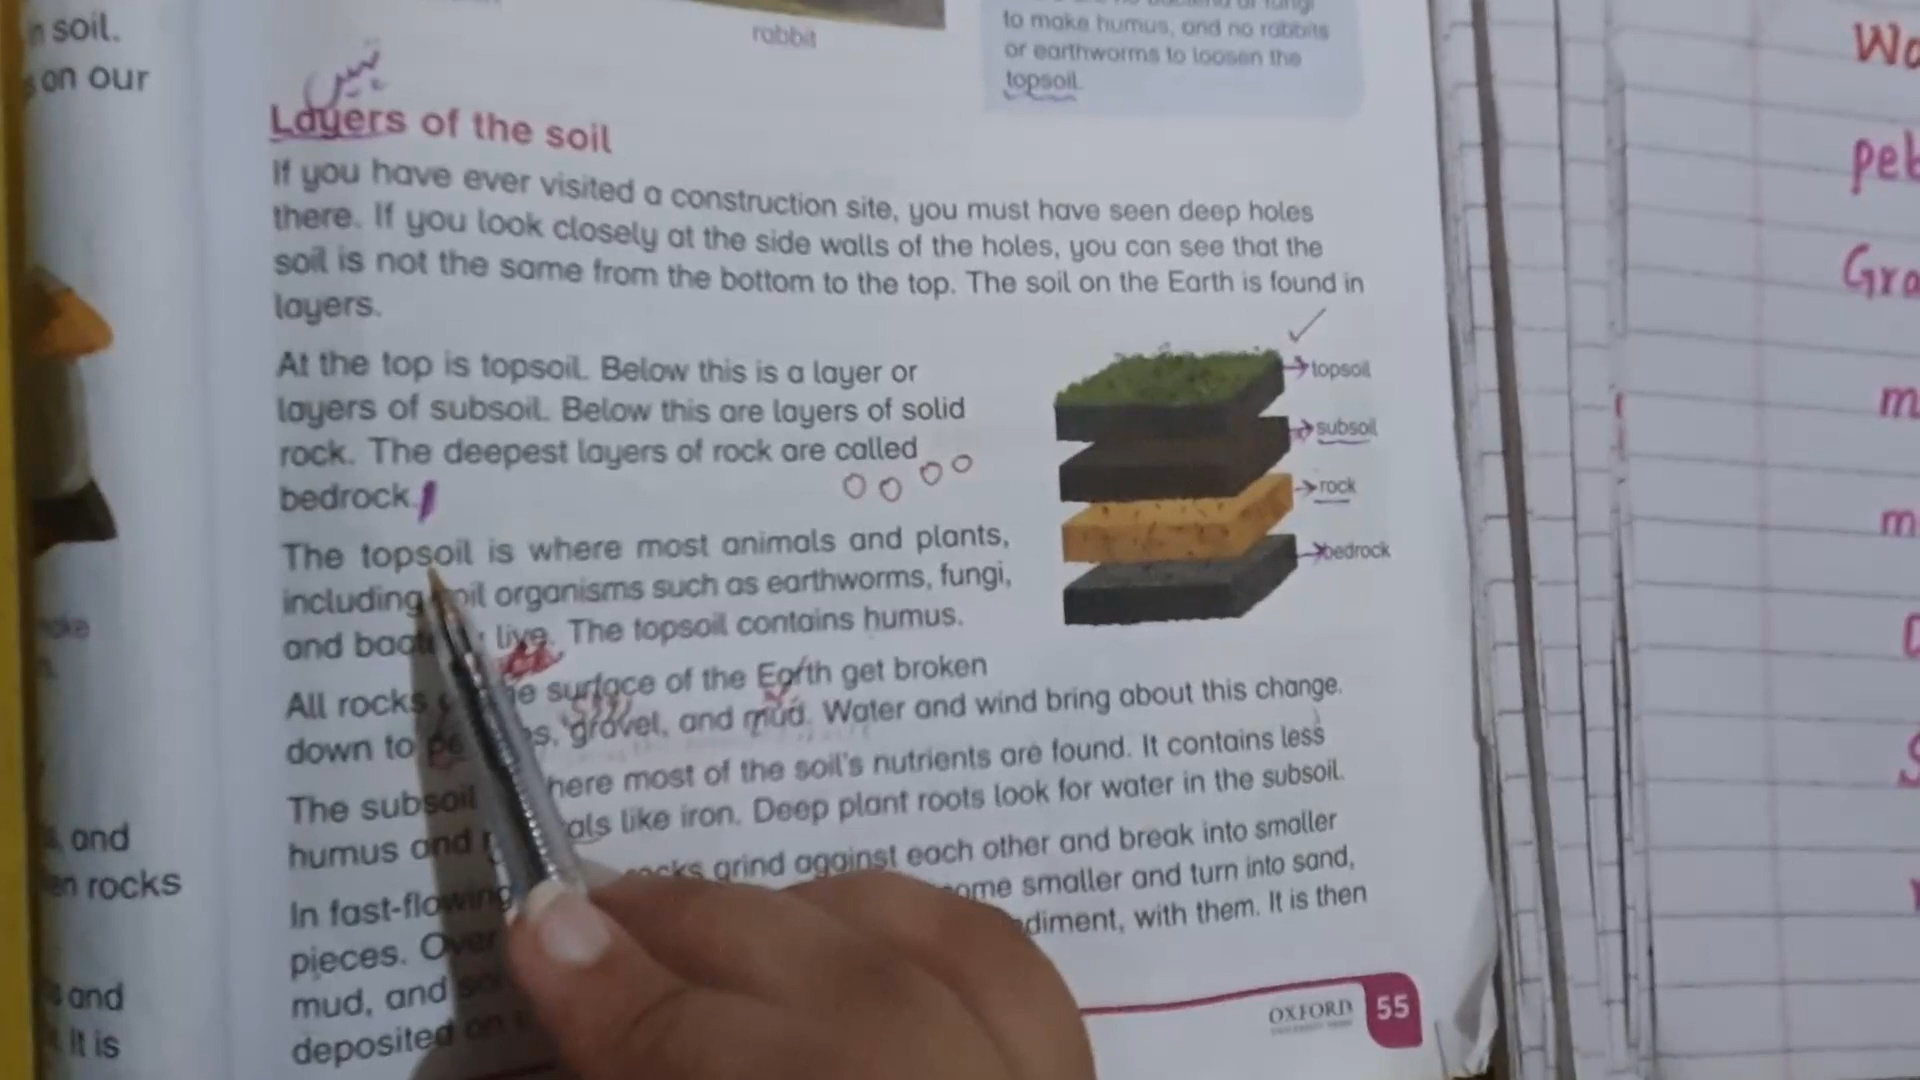 soil.
on our
rabbit
to make humus, and no rabbits
or earthworms to loosen the
topsoil.
Layers of the soil
If you have ever visited a construction site, you must have seen deep holes
there. If you look closely at the side walls of the holes, you can see that the
soil is not the same from the bottom to the top. The soil on the Earth is found in
layers.
At the top is topsoil. Below this is a layer or
layers of subsoil. Below this are layers of solid
rock. The deepest layers of rock are called
bedrock.
topsoil
subsoil
rock
bedrock
The topsoil is where most animals and plants,
including soil organisms such as earthworms, fungi,
and live. The topsoil contains humus.
All rocks surface of the Earth get broken
down to gravel, and mud. Water and wind bring about this change.
The subsoil where most of the soil's nutrients are found. It contains less
humus and like iron. Deep plant roots look for water in the subsoil.
In fast-flowing rocks grind against each other and break into smaller
pieces. Over smaller and turn into sand,
mud, and with them. It is then
deposited
and
rocks
and
It is
OXFORD
55